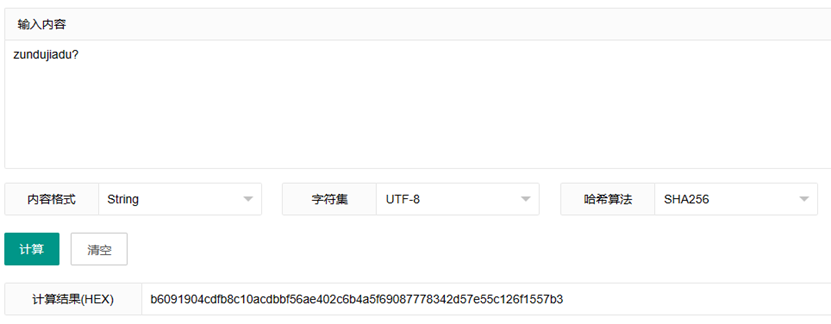 输入内容
zundujiadu?
内容格式 String 字符集 UTF-8 哈希算法 SHA256
计算 清空
计算结果(HEX) b6091904cdfb8c10acdbbf56ae402c6b4a5f69087778342d57e55c126f1557b3